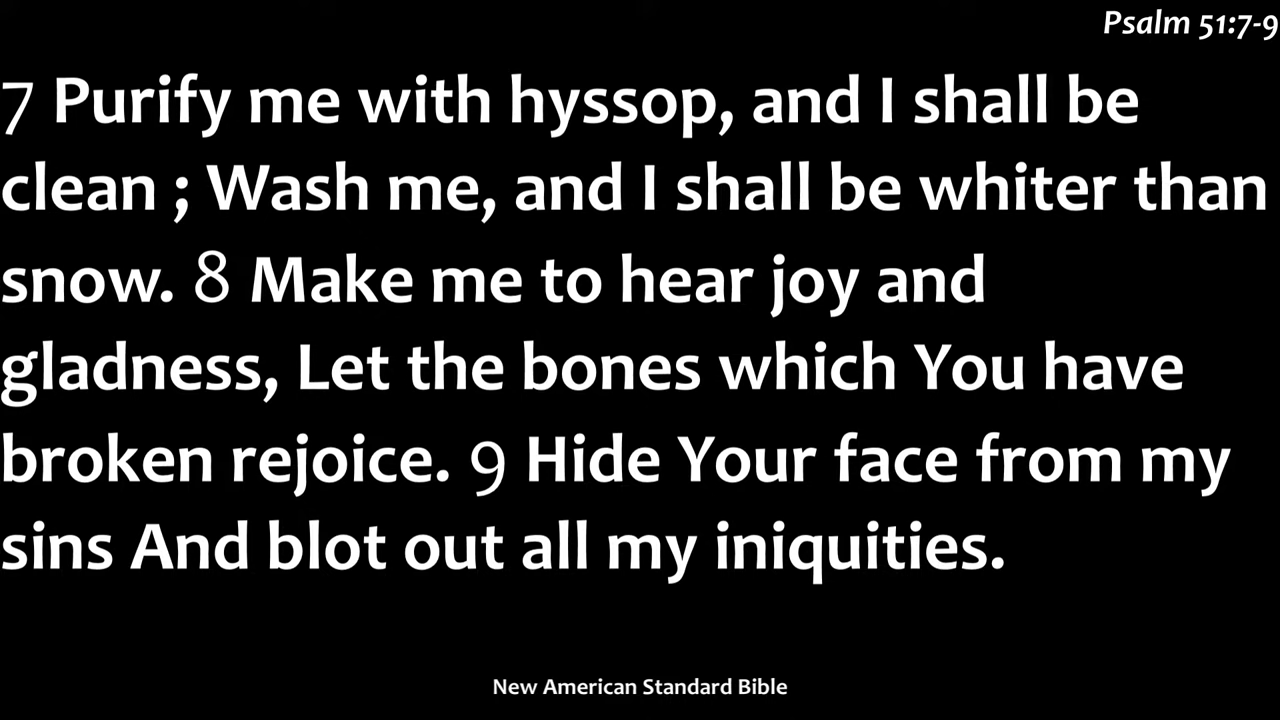 Psalm 51:7-9
7 Purify me with hyssop, and I shall be
clean ; Wash me, and I shall be whiter than
snow. 8 Make me to hear joy and
gladness, Let the bones which You have
broken rejoice. 9 Hide Your face from my
sins And blot out all my iniquities.
New American Standard Bible